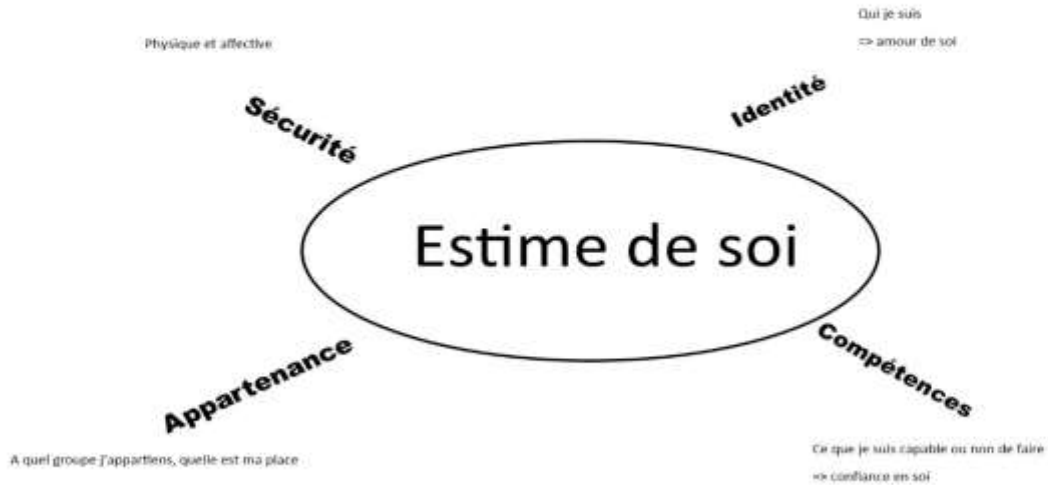 Qui je suis
=> amour de soi
Physique et affective
Sécurité
Identité
Estime de soi
Appartenance
Compétences
A quel groupe j'appartiens, quelle est ma place
Ce que je suis capable ou non de faire
=> confiance en soi